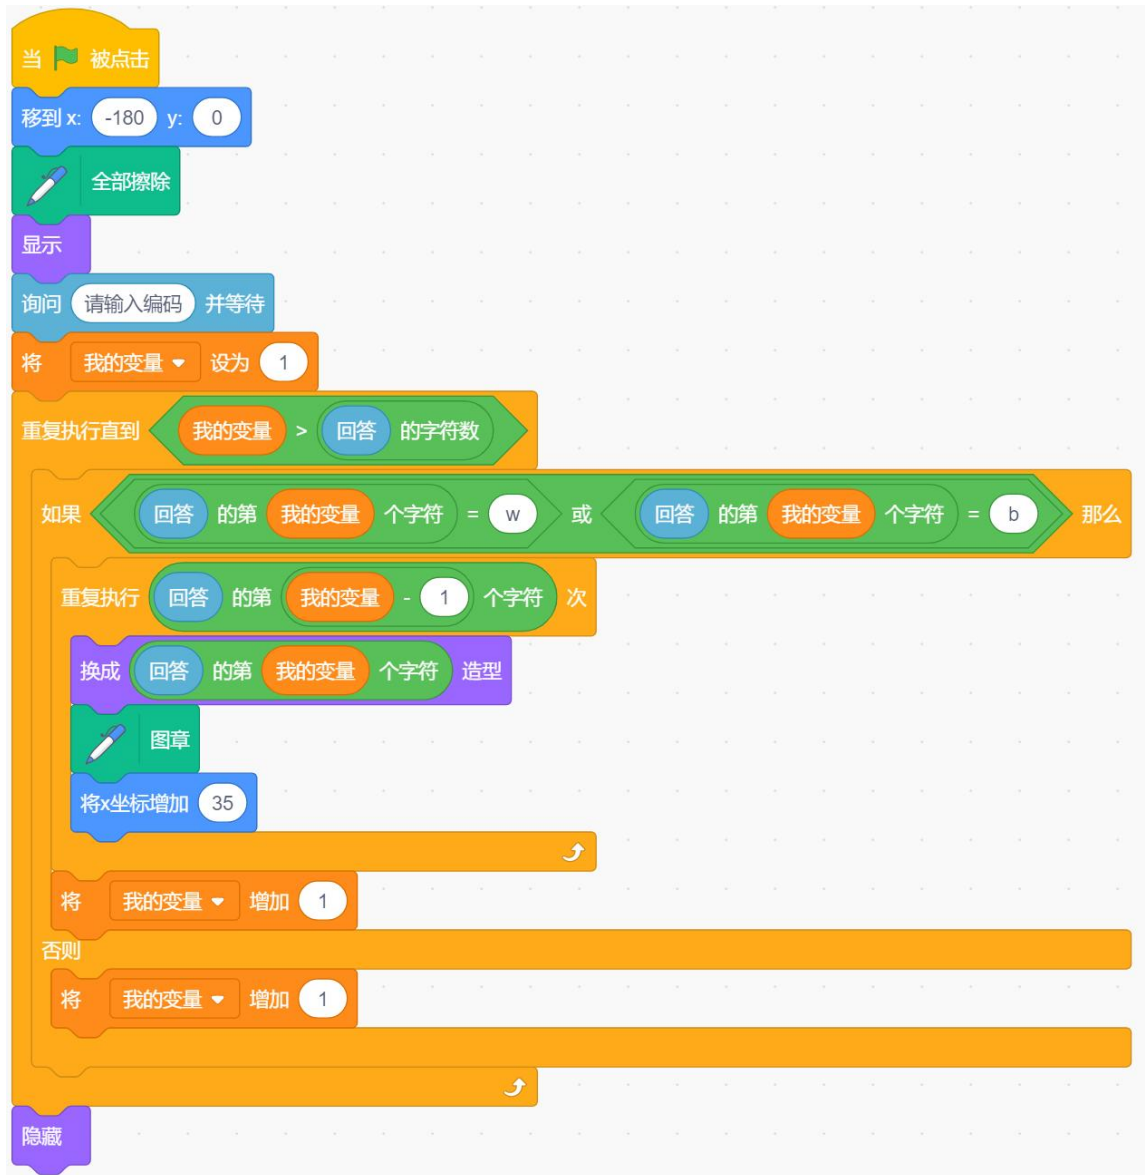 当 被点击
移到 x: -180 y: 0
全部擦除
显示
询问 请输入编码 并等待
将 我的变量 设为 1
重复执行直到 我的变量 > 回答 的字符数
如果 回答 的第 我的变量 个字符 = w 或 回答 的第 我的变量 个字符 = b 那么
重复执行 回答 的第 我的变量 - 1 个字符 次
换成 回答 的第 我的变量 个字符 造型
图章
将x坐标增加 35
将 我的变量 增加 1
否则
将 我的变量 增加 1
隐藏